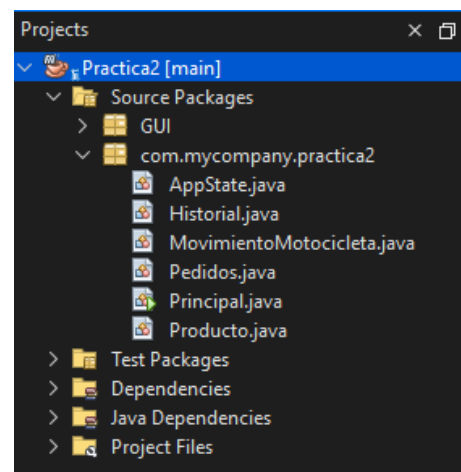 Projects
Practica2 [main]
Source Packages
GUI
com.mycompany.practica2
AppState.java
Historial.java
MovimientoMotocicleta.java
Pedidos.java
Principal.java
Producto.java
Test Packages
Dependencies
Java Dependencies
Project Files